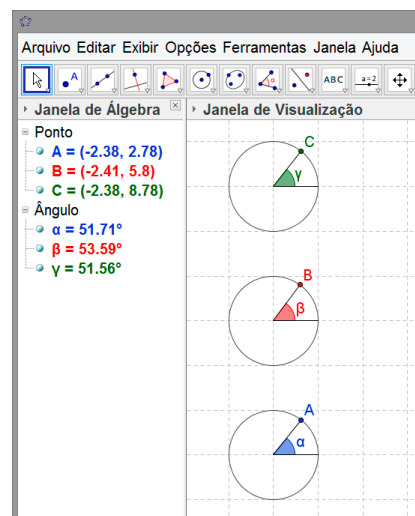 Arquivo Editar Exibir Opções Ferramentas Janela Ajuda
A α ABC a=2
Janela de Álgebra
Janela de Visualização
Ponto
A = (-2.38, 2.78)
B = (-2.41, 5.8)
C = (-2.38, 8.78)
Ângulo
α = 51.71°
β = 53.59°
γ = 51.56°
C
γ
B
β
A
α